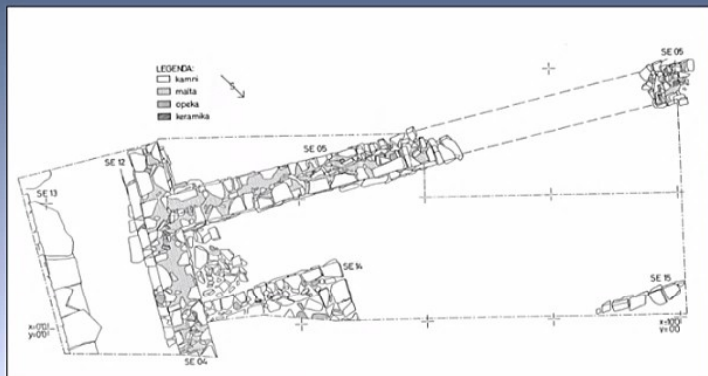 LEGENDA:
kamni
malta
opeka
keramika
S
SE 05
SE 05
SE 12
SE 13
SE 14
SE 15
SE 04